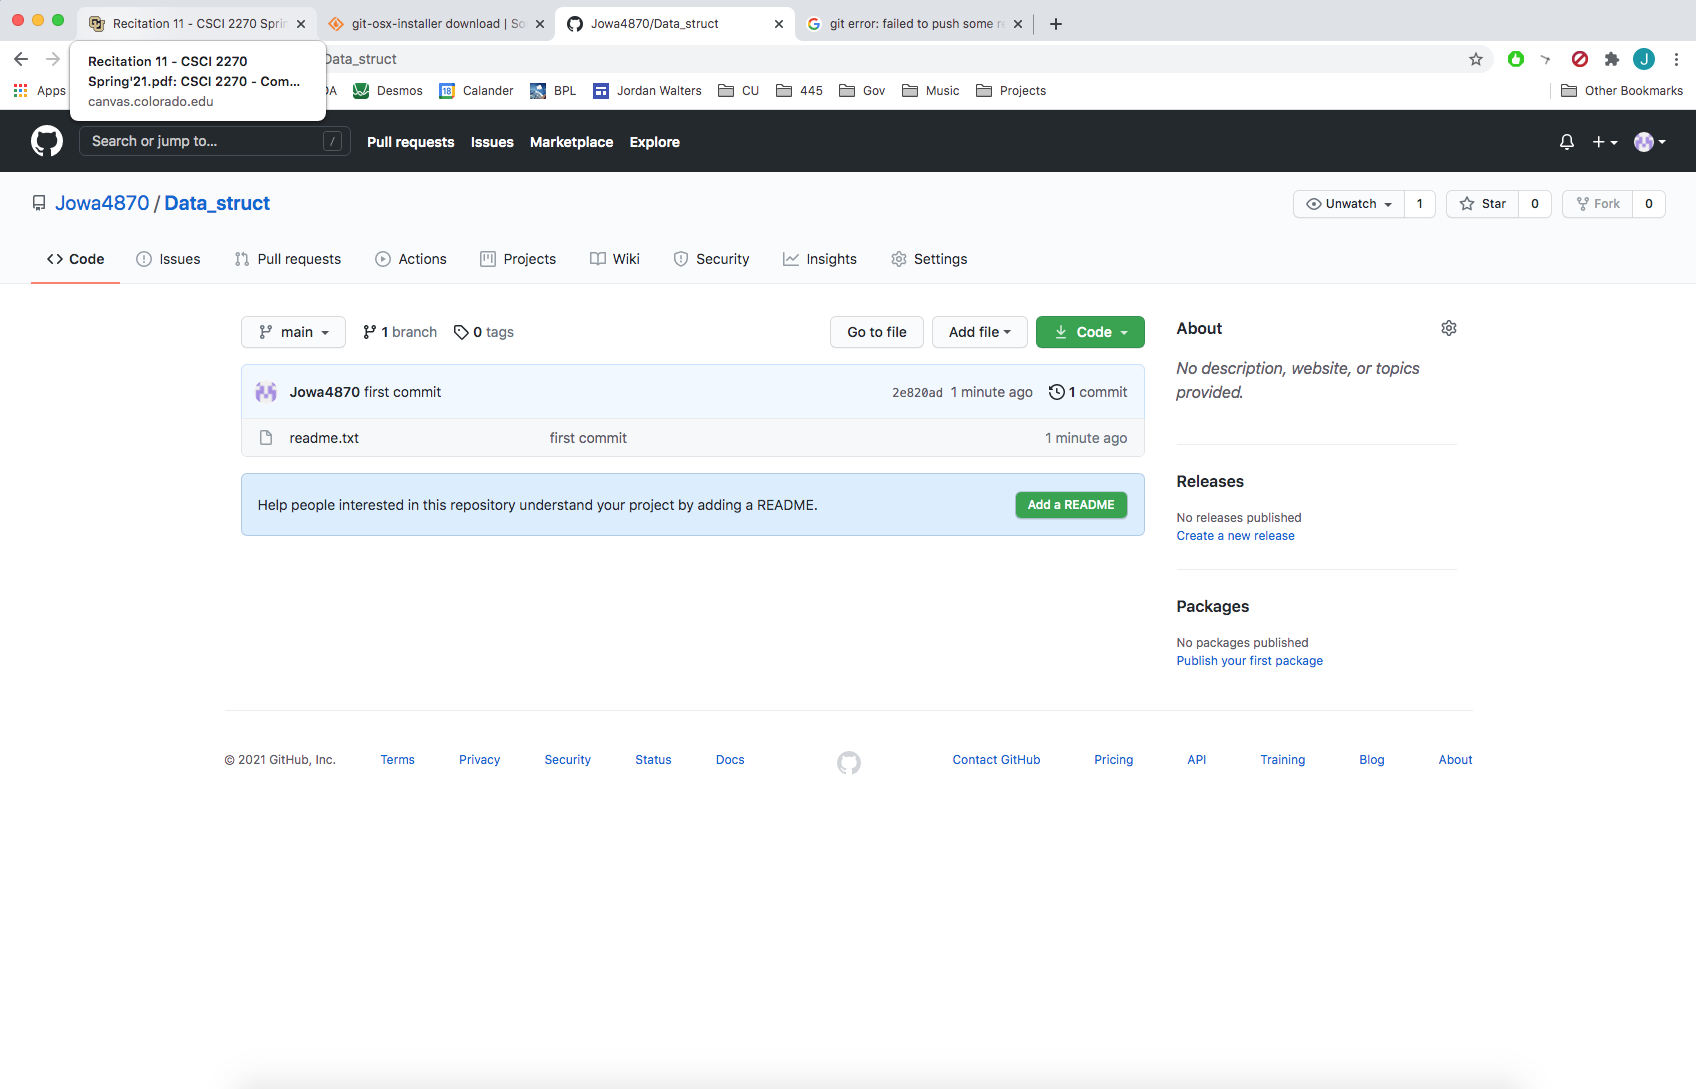 Recitation 11 - CSCI 2270 Sprin
git-osx-installer download | So
Jowa4870/Data_struct
git error: failed to push some re
Data_struct
J
Recitation 11 - CSCI 2270
Spring'21.pdf: CSCI 2270 - Com...
canvas.colorado.edu
Apps
DA
Desmos
18
Calander
BPL
Jordan Walters
CU
445
Gov
Music
Projects
Other Bookmarks
Search or jump to...
/
Pull requests
Issues
Marketplace
Explore
Jowa4870 / Data_struct
Unwatch
1
Star
0
Fork
0
Code
Issues
Pull requests
Actions
Projects
Wiki
Security
Insights
Settings
main
1 branch
0 tags
Go to file
Add file
Code
Jowa4870 first commit
2e820ad 1 minute ago
1 commit
readme.txt
first commit
1 minute ago
Help people interested in this repository understand your project by adding a README.
Add a README
About
No description, website, or topics
provided.
Releases
No releases published
Create a new release
Packages
No packages published
Publish your first package
© 2021 GitHub, Inc.
Terms
Privacy
Security
Status
Docs
Contact GitHub
Pricing
API
Training
Blog
About